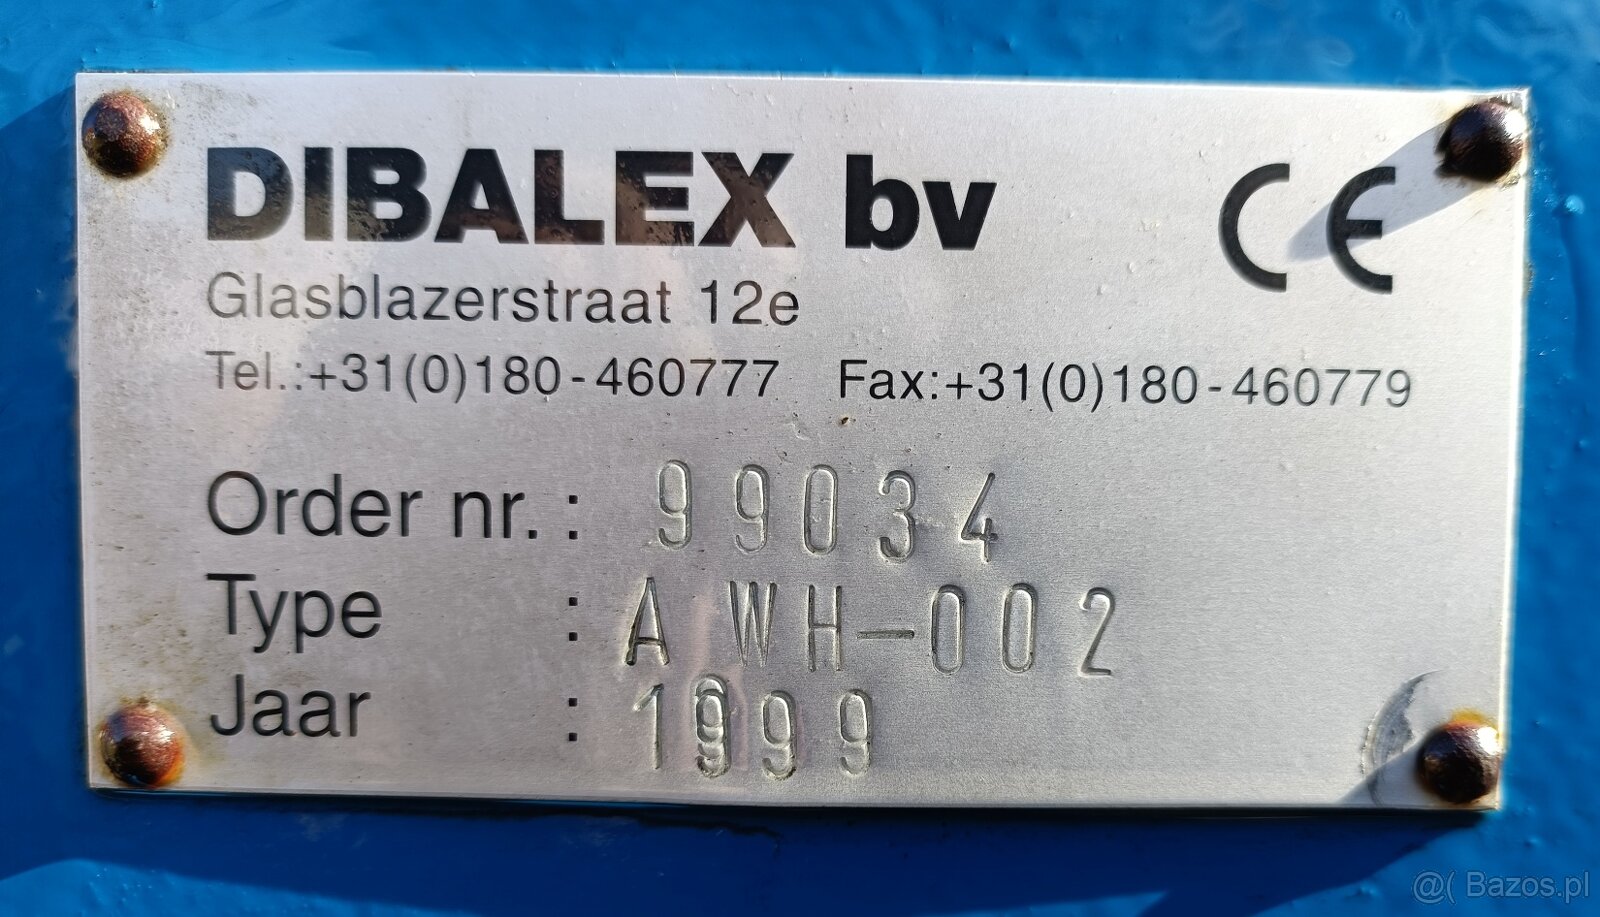 DIBALEX bv CE
Glasblazerstraat 12e
Tel.:+31(0)180-460777 Fax:+31(0)180-460779
Order nr. : 99034
Type : AWH-002
Jaar : 1999
@( Bazos.pl